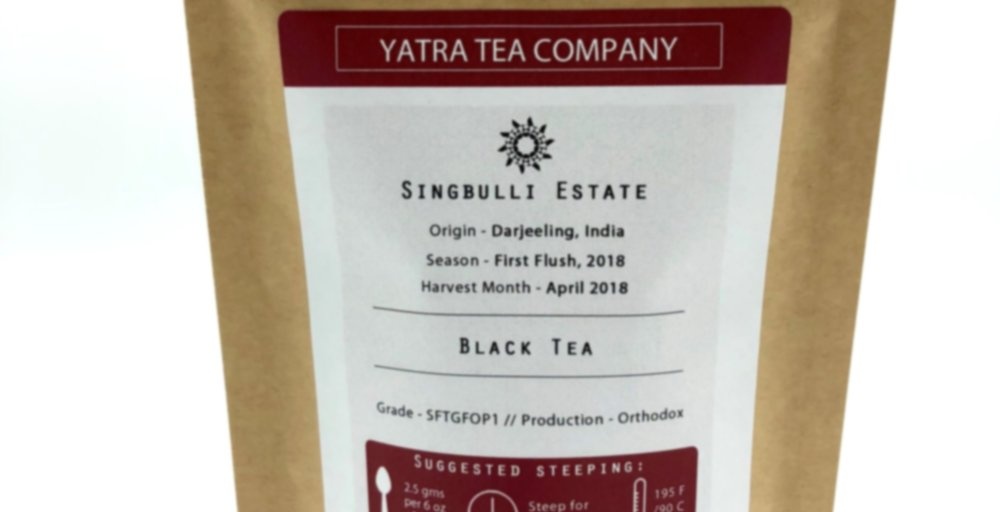 YATRA TEA COMPANY
SINGBULLI ESTATE
Origin - Darjeeling, India
Season - First Flush, 2018
Harvest Month - April 2018
BLACK TEA
Grade - SFTGFOP1 // Production - Orthodox
SUGGESTED STEEPING:
2.5 gms
per 6 oz
Steep for
195 F
/90 C